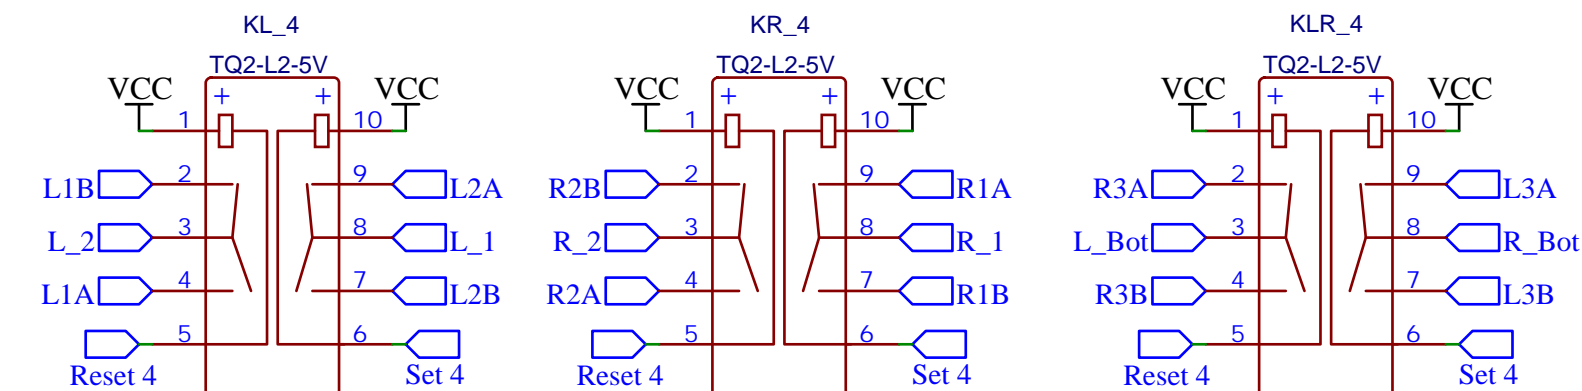 KL_4
TQ2-L2-5V
VCC
VCC
+
+
1
10
L1B
2
9
L2A
L_2
3
8
L_1
L1A
4
7
L2B
5
6
Reset 4
Set 4
KR_4
TQ2-L2-5V
VCC
VCC
+
+
1
10
R2B
2
9
R1A
R_2
3
8
R_1
R2A
4
7
R1B
5
6
Reset 4
Set 4
KLR_4
TQ2-L2-5V
VCC
VCC
+
+
1
10
R3A
2
9
L3A
L_Bot
3
8
R_Bot
R3B
4
7
L3B
5
6
Reset 4
Set 4